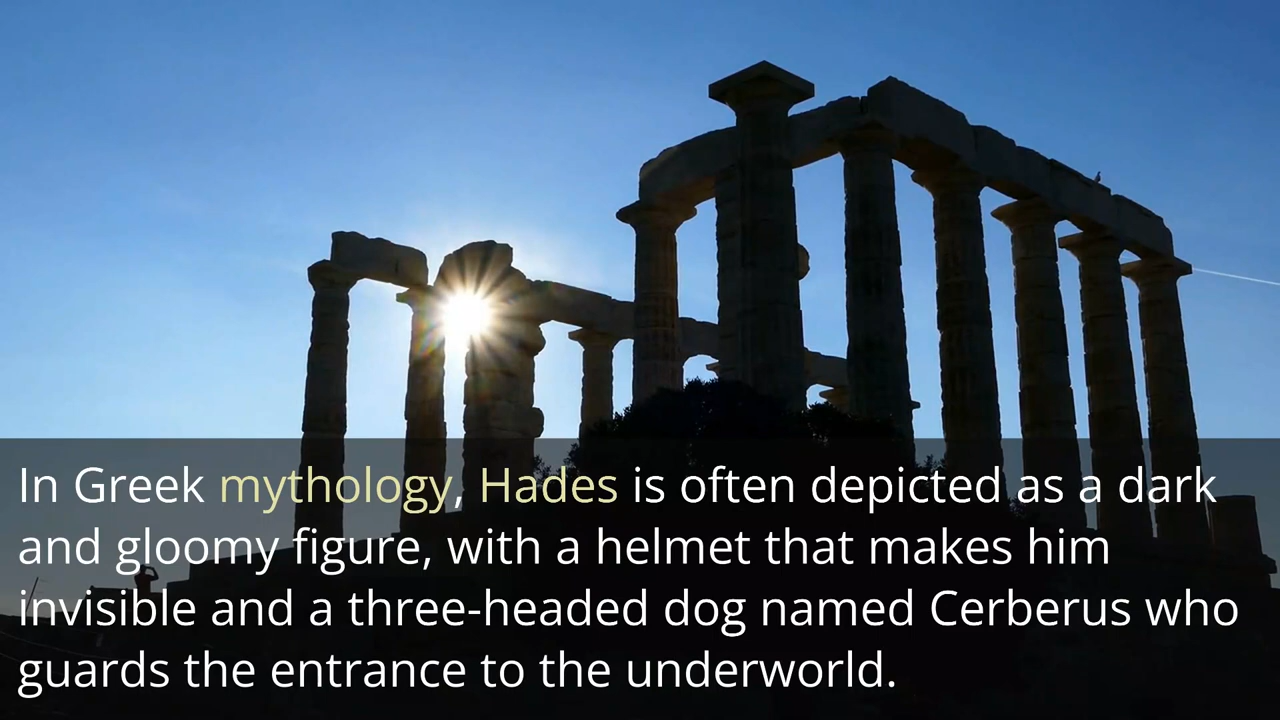 In Greek mythology, Hades is often depicted as a dark
and gloomy figure, with a helmet that makes him
invisible and a three-headed dog named Cerberus who
guards the entrance to the underworld.